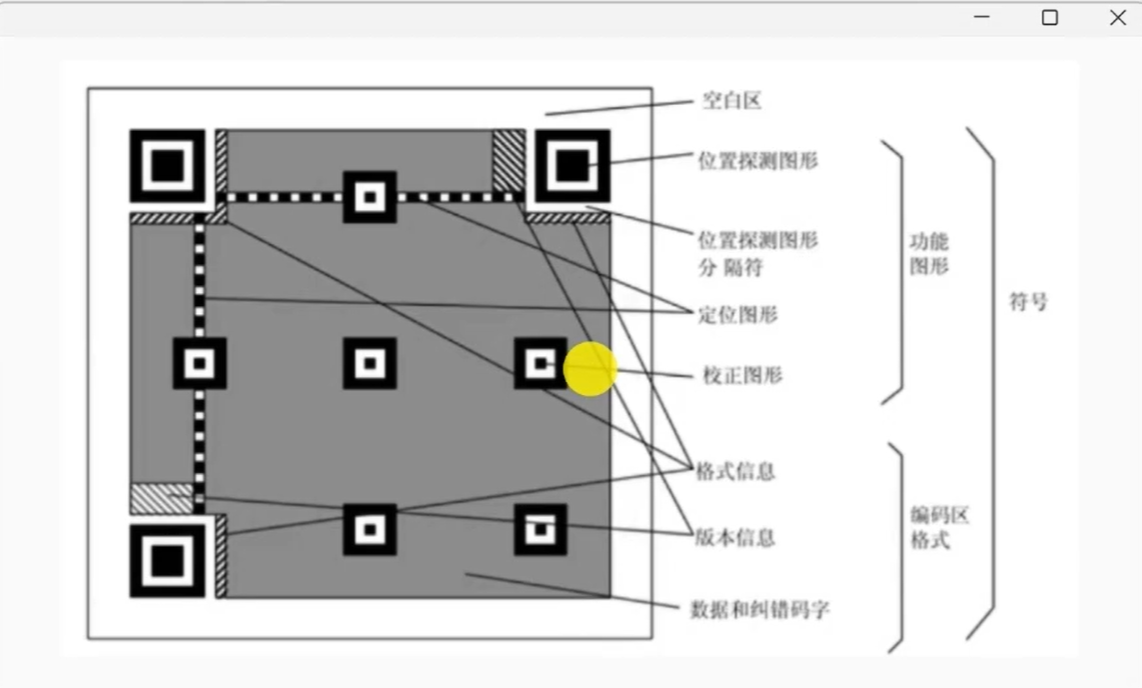 空白区
位置探测图形
位置探测图形
分 隔符
定位图形
校正图形
格式信息
版本信息
数据和纠错码字
功能
图形
编码区
格式
符号